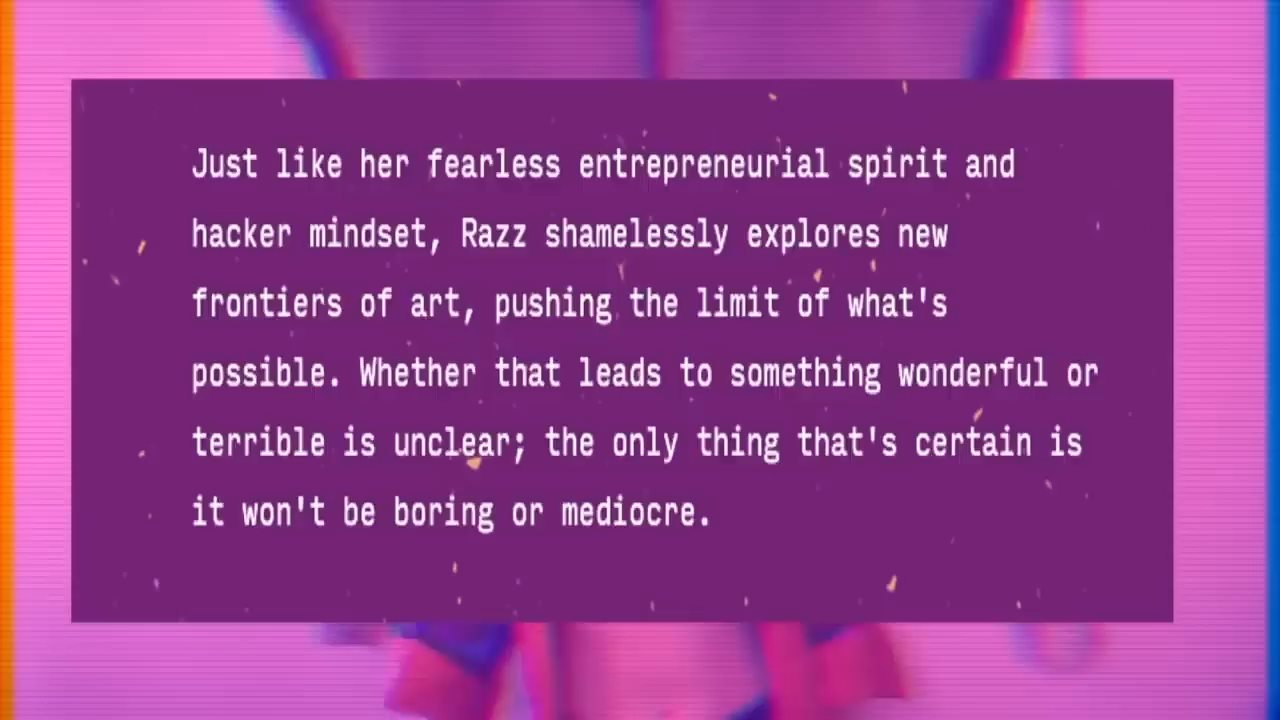 Just like her fearless entrepreneurial spirit and
hacker mindset, Razz shamelessly explores new
frontiers of art, pushing the limit of what's
possible. Whether that leads to something wonderful or
terrible is unclear; the only thing that's certain is
it won't be boring or mediocre.